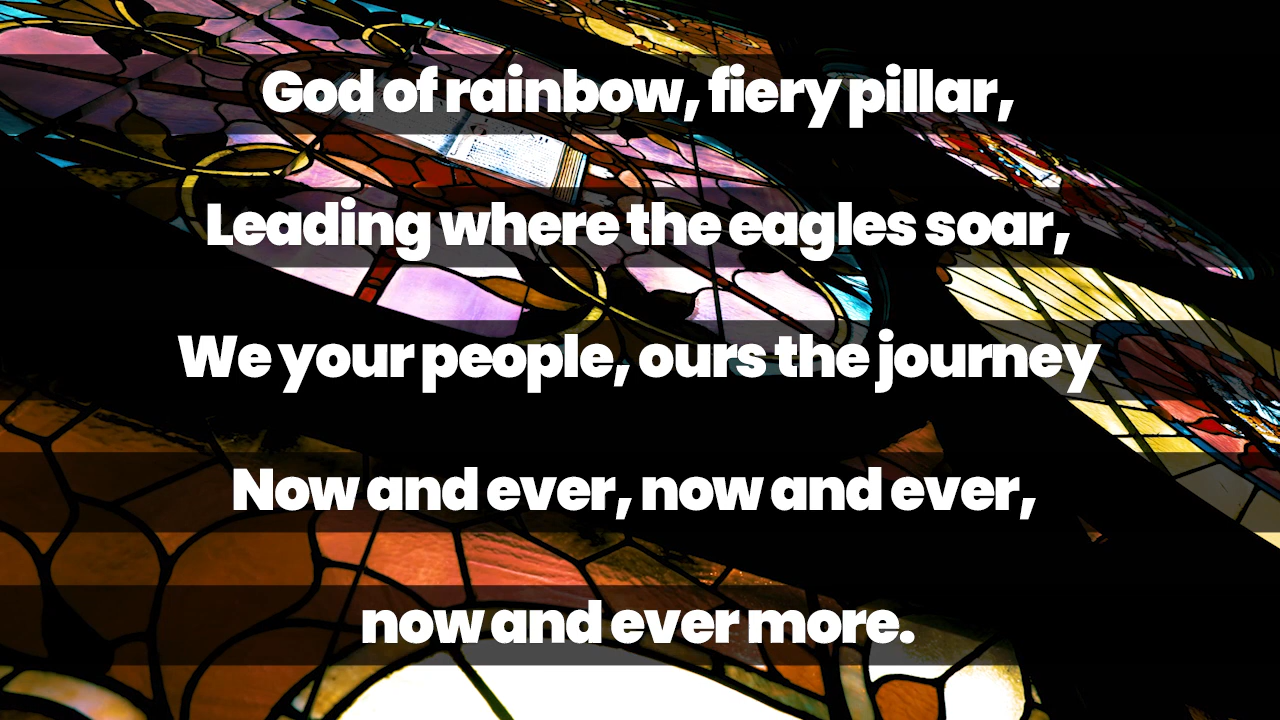 God of rainbow, fiery pillar,
Leading where the eagles soar,
We your people, ours the journey
Now and ever, now and ever,
now and ever more.